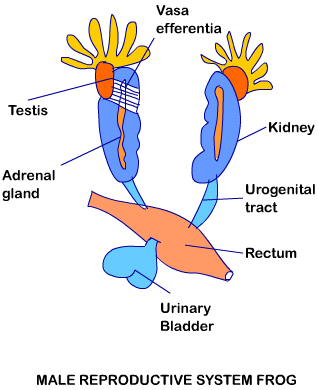 Vasa
efferentia
Testis
Kidney
Adrenal
gland
Urogenital
tract
Rectum
Urinary
Bladder
MALE REPRODUCTIVE SYSTEM FROG